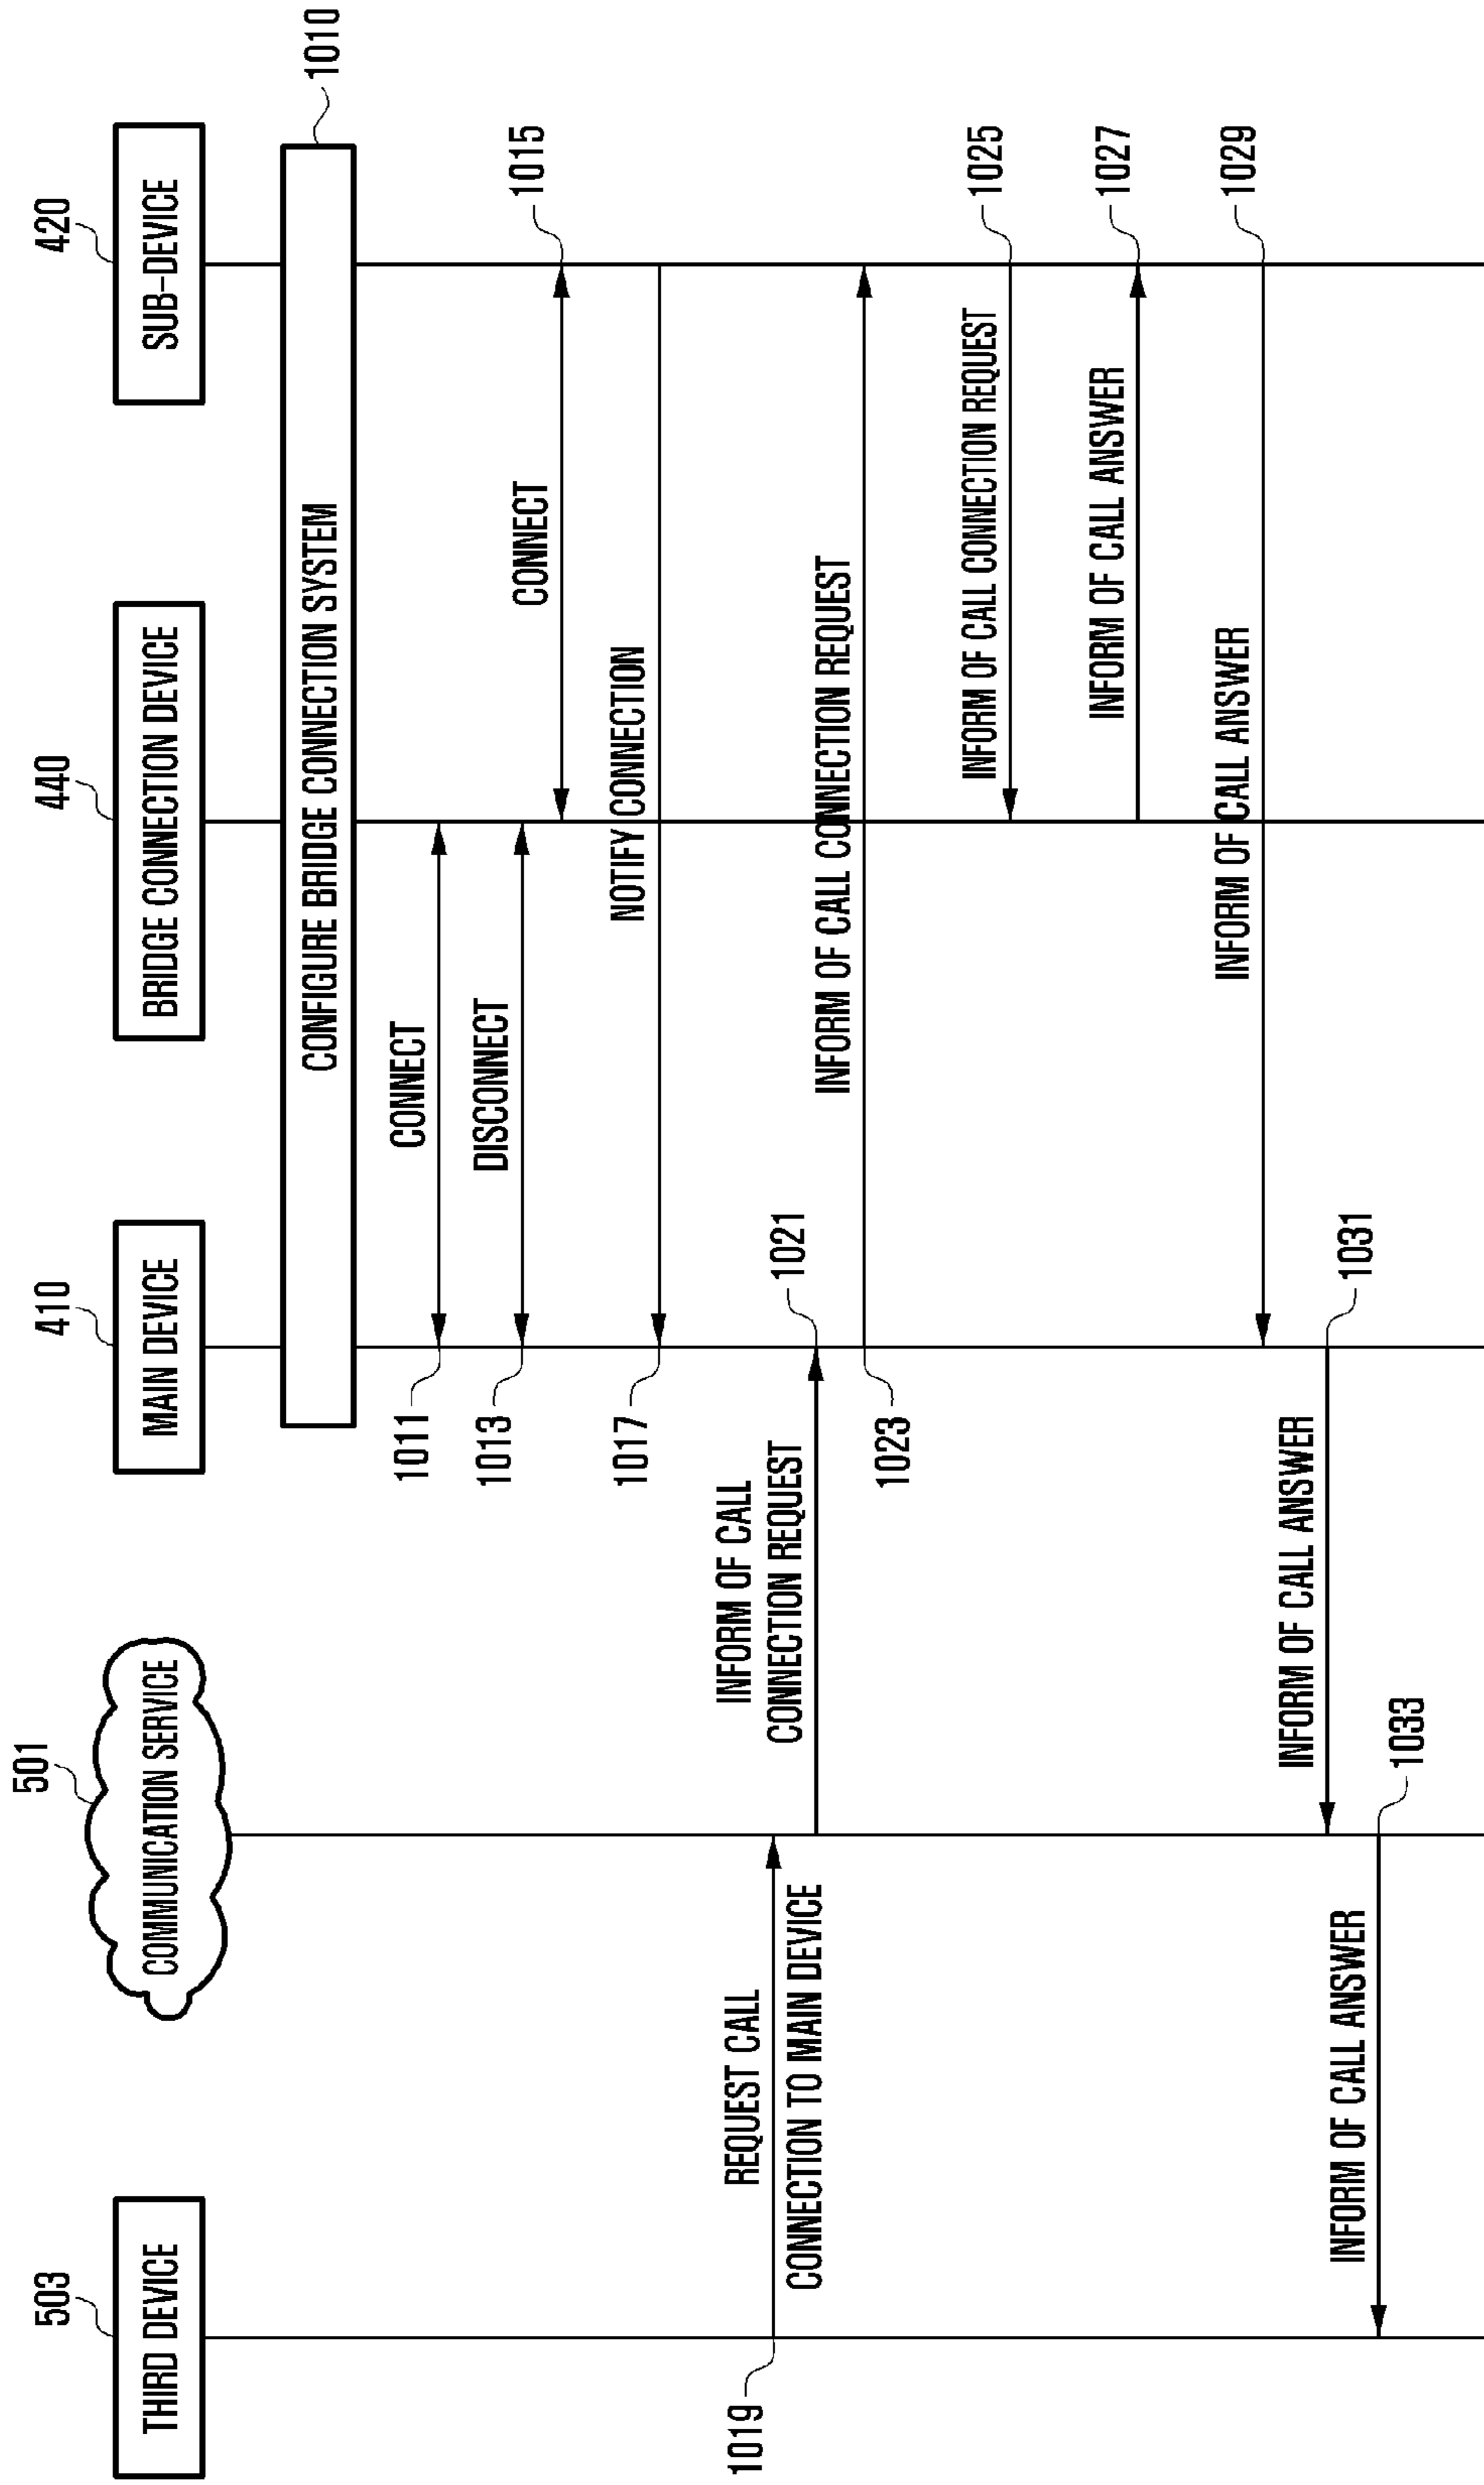 503
THIRD DEVICE
501
COMMUNICATION SERVICE
410
MAIN DEVICE
440
BRIDGE CONNECTION DEVICE
420
SUB-DEVICE
CONFIGURE BRIDGE CONNECTION SYSTEM
1010
1011
CONNECT
1013
DISCONNECT
CONNECT
1015
1017
NOTIFY CONNECTION
1019
REQUEST CALL
CONNECTION TO MAIN DEVICE
INFORM OF CALL
CONNECTION REQUEST
1021
1023
INFORM OF CALL CONNECTION REQUEST
INFORM OF CALL CONNECTION REQUEST
1025
INFORM OF CALL ANSWER
1027
INFORM OF CALL ANSWER
1029
INFORM OF CALL ANSWER
1031
INFORM OF CALL ANSWER
1033